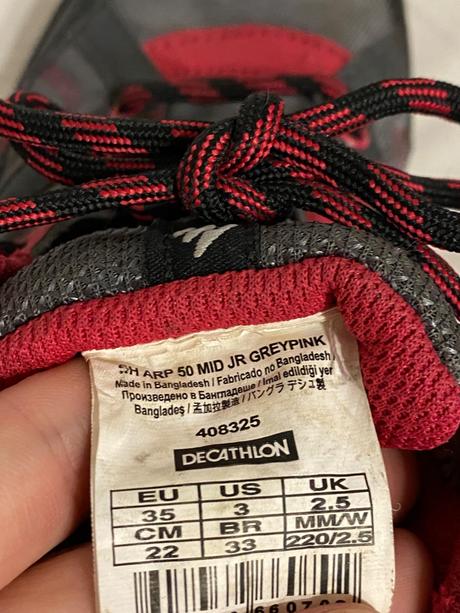 ARP 50 MID JR GREYPINK
Made in Bangladesh / Fabricado no Bangladesh
Произведено в Бангладеше / Imal edildiği yer
Bangladeş / 孟加拉製造 / バングラデシュ製
408325
DECATHLON
EU US UK
35 3 2.5
CM BR MM/W
22 33 220/2.5